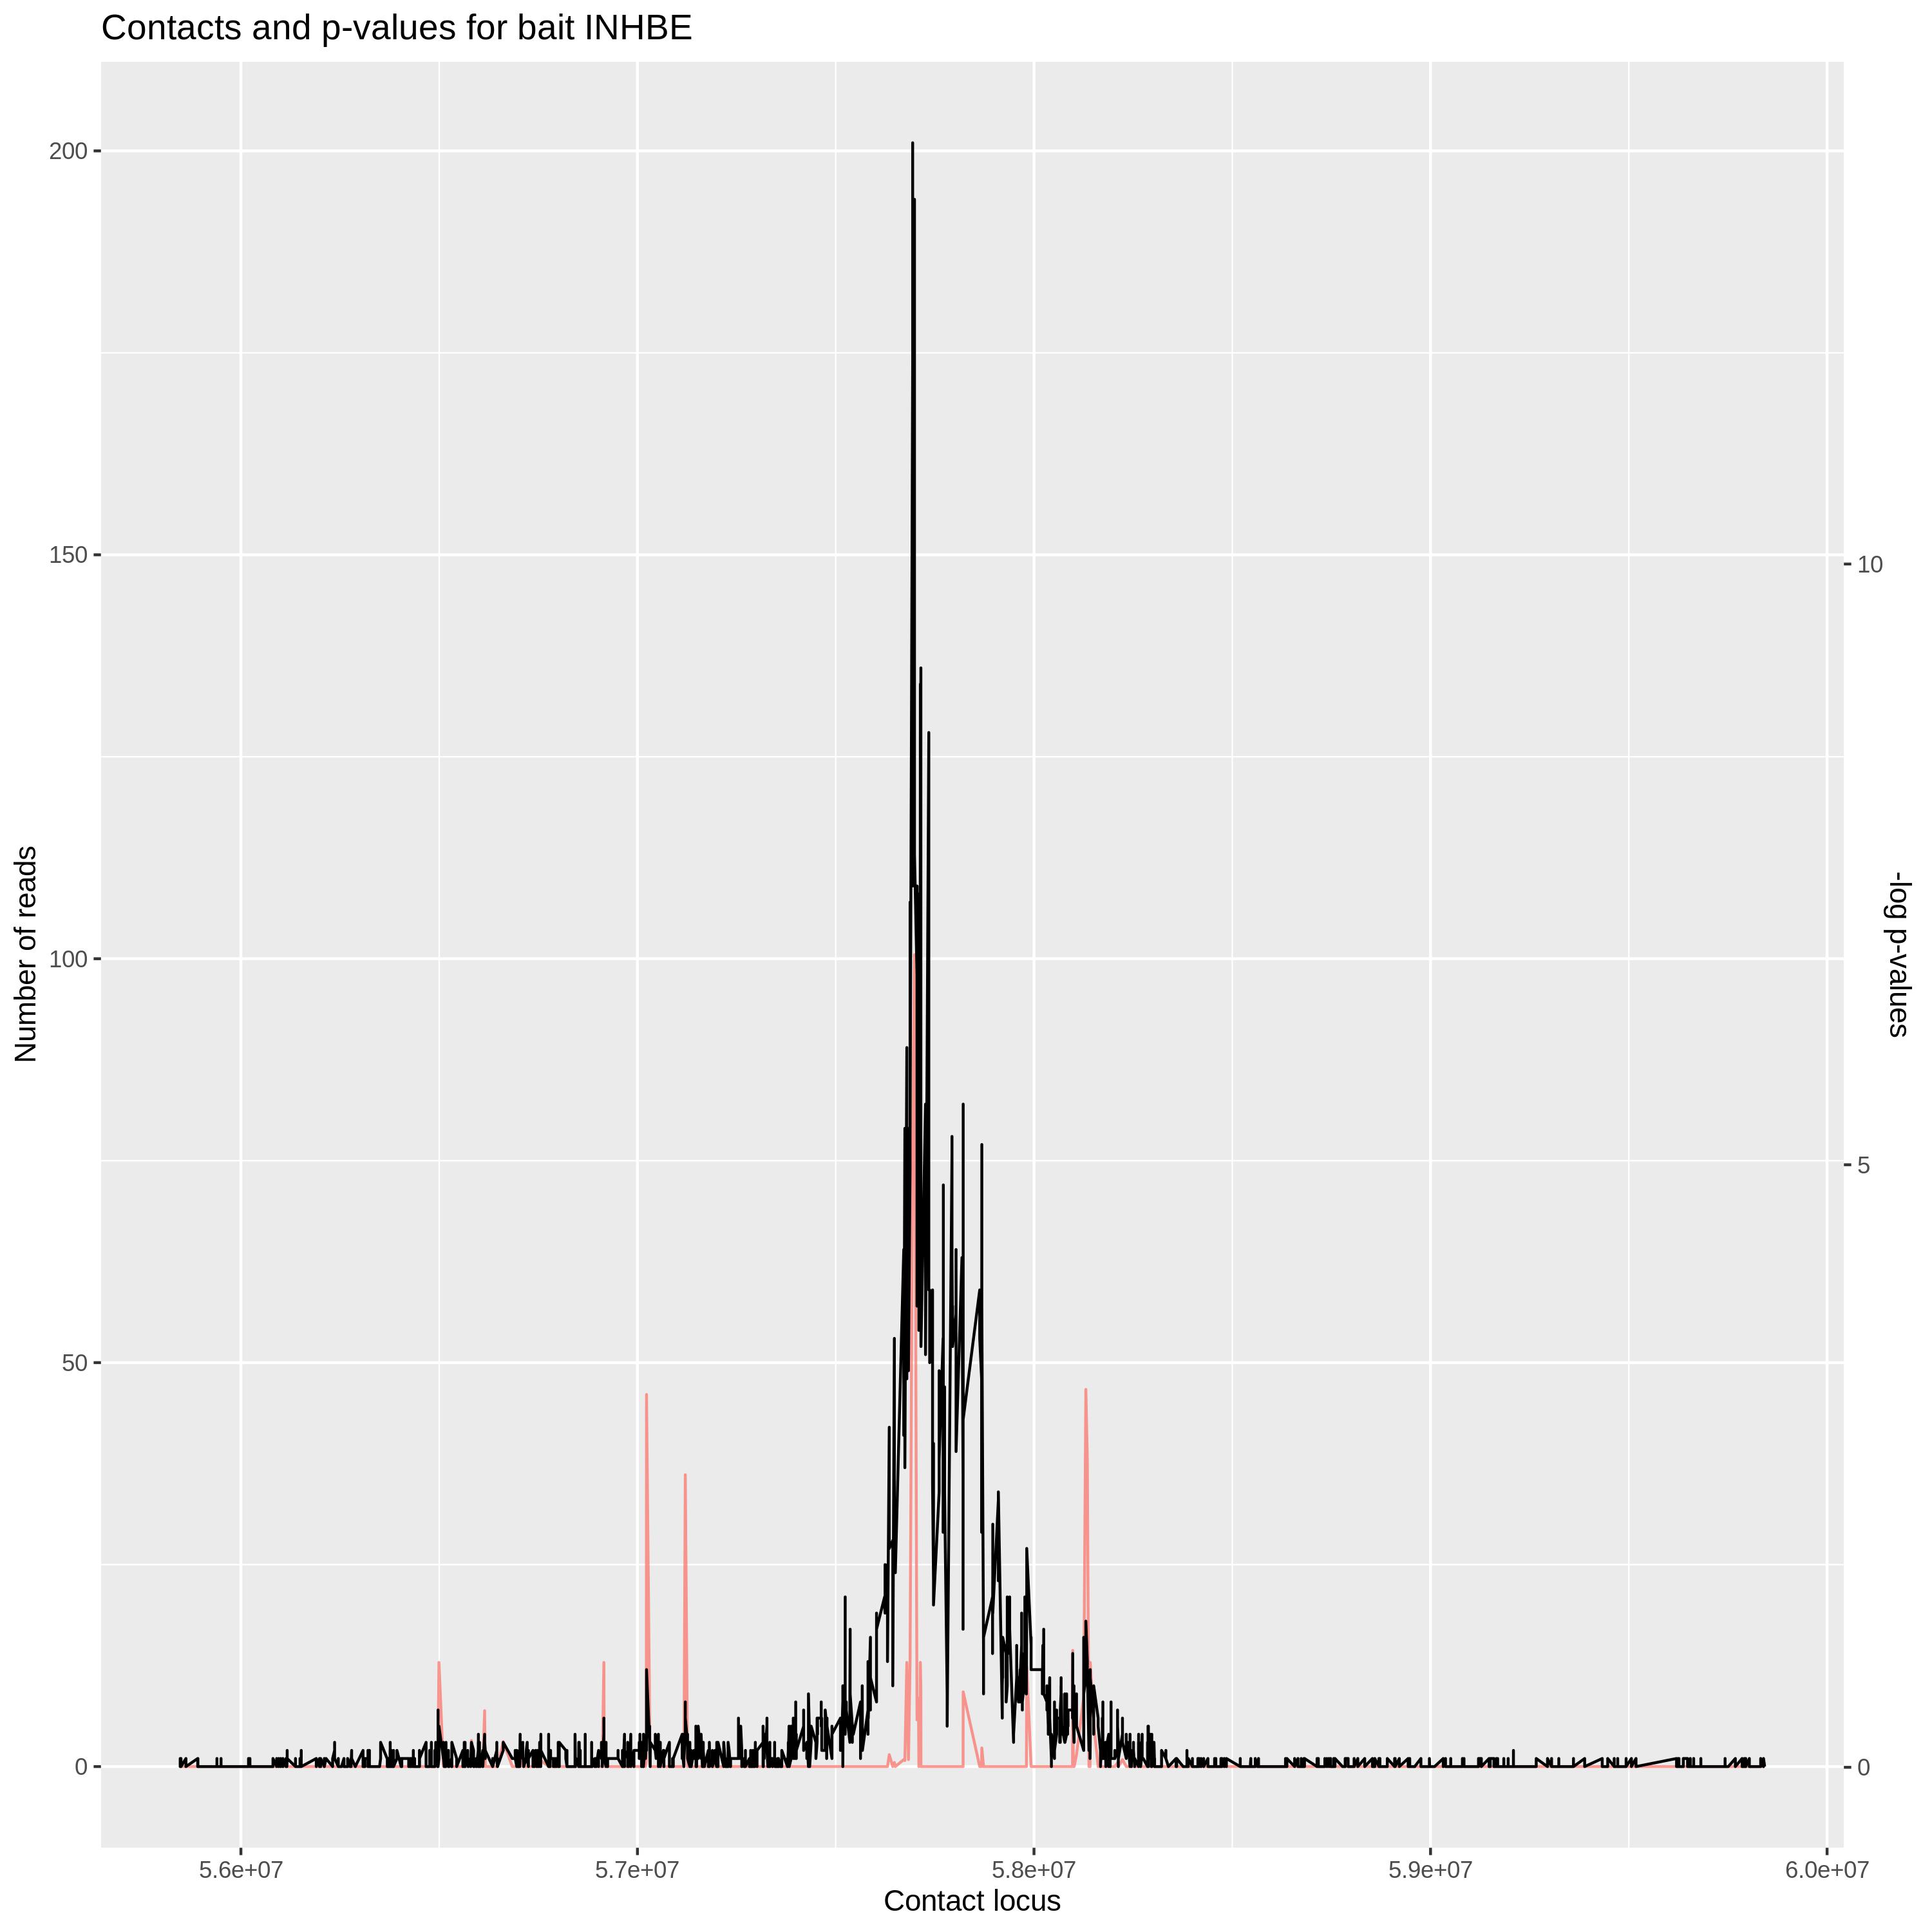 Contacts and p-values for bait INHBE
200
150
100
50
0
10
5
0
Number of reads
-log p-values
5.6e+07 5.7e+07 5.8e+07 5.9e+07 6.0e+07
Contact locus